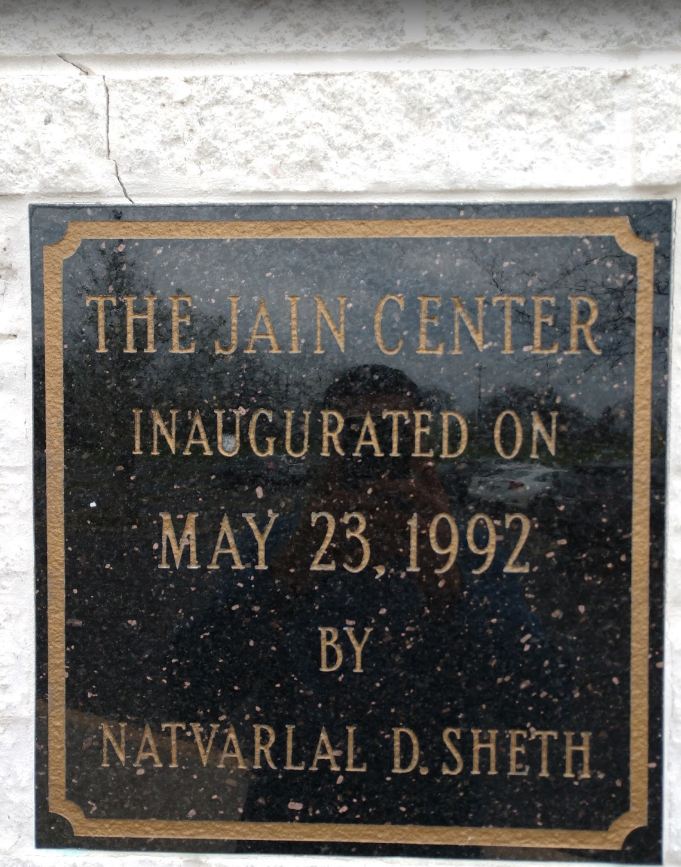 THE JAIN CENTER
INAUGURATED ON
MAY 23, 1992
BY
NATVARLAL D. SHETH